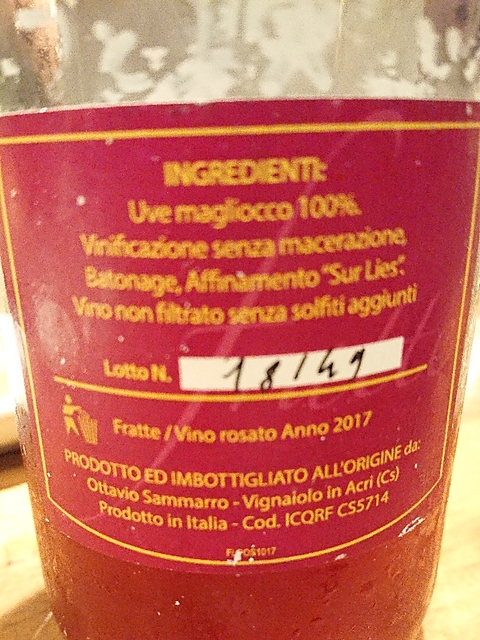 INGREDIENTI:
Uve magliocco 100%.
Vinificazione senza macerazione,
Batonage, Affinamento "Sur Lies".
Vino non filtrato senza solfiti aggiunti
Lotto N. 18/49
Fratte / Vino rosato Anno 2017
PRODOTTO ED IMBOTTIGLIATO ALL'ORIGINE da:
Ottavio Sammarro - Vignaiolo in Acri (Cs)
Prodotto in Italia - Cod. ICQRF CS5714